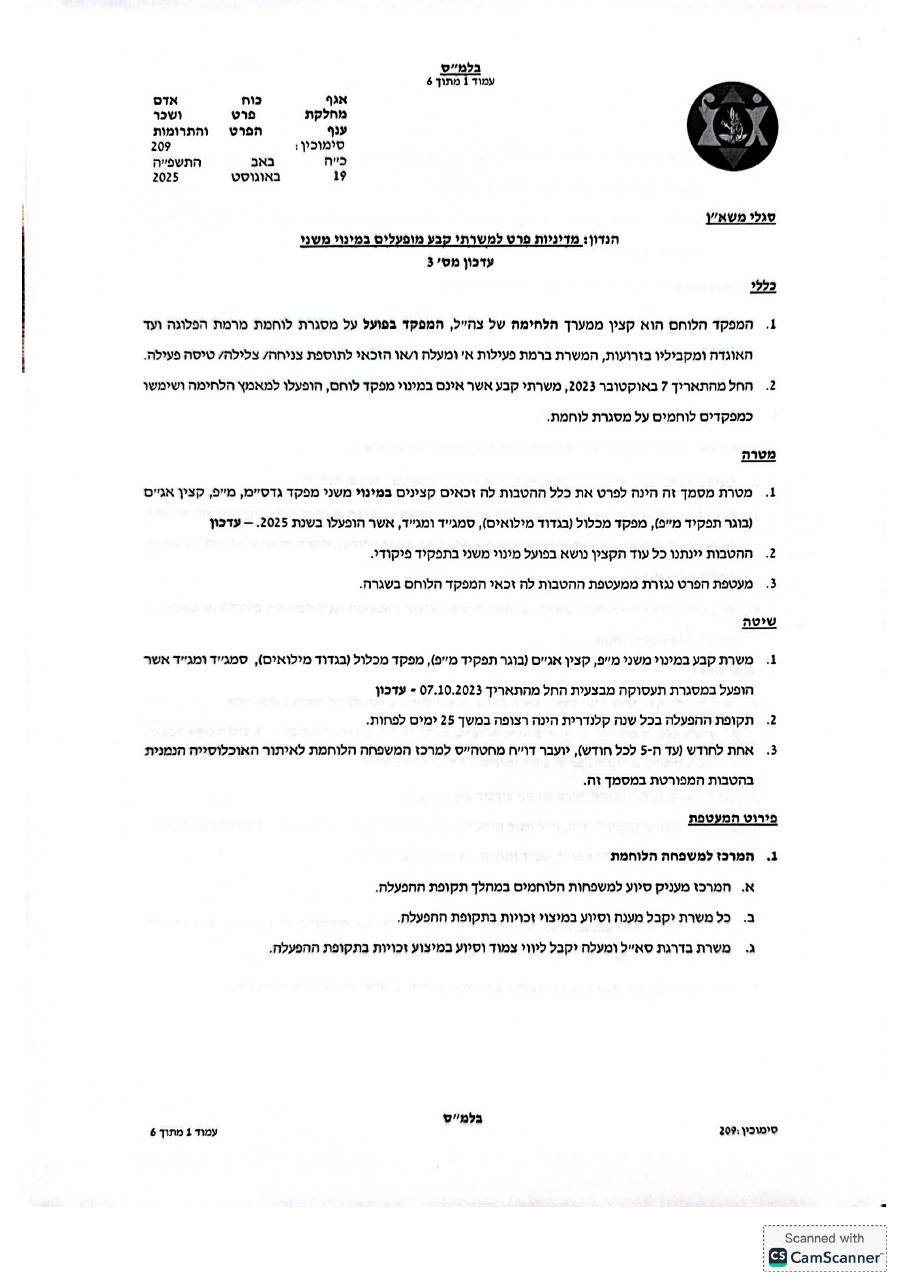 בלמ"ס
עמוד 1 מתוך 6
אגף כוח אדם
מחלקת פרט ושכר
ענף הפרט והתרומות
סימוכין: 209
כ"ה באב התשפ"ה
19 באוגוסט 2025
סגלי משא"ן
הנדון: מדיניות פרט למשרתי קבע מופעלים במינוי משני
עדכון מס' 3
כללי
1. המפקד הלוחם הוא קצין ממערך הלחימה של צה"ל, המפקד בפועל על מסגרת לוחמת מרמת הפלוגה ועד
האוגדה ומקביליו בזרועות, המשרת ברמת פעילות א' ומעלה ו/או הזכאי לתוספת צניחה/ צלילה/ טיסה פעילה.
2. החל מהתאריך 7 באוקטובר 2023, משרתי קבע אשר אינם במינוי מפקד לוחם, הופעלו למאמץ הלחימה ושימשו
כמפקדים לוחמים על מסגרת לוחמת.
מטרה
1. מטרת מסמך זה הינה לפרט את כלל ההטבות לה זכאים קצינים במינוי משני מפקד גדס"מ, מ"פ, קצין אג"ם
(בוגר תפקיד מ"פ), מפקד מכלול (בגדוד מילואים), סמג"ד ומג"ד, אשר הופעלו בשנת 2025. – עדכון
2. ההטבות יינתנו כל עוד הקצין נושא בפועל מינוי משני בתפקיד פיקודי.
3. מעטפת הפרט נגזרת ממעטפת ההטבות לה זכאי המפקד הלוחם בשגרה.
שיטה
1. משרת קבע במינוי משני מ"פ, קצין אג"ם (בוגר תפקיד מ"פ), מפקד מכלול (בגדוד מילואים), סמג"ד ומג"ד אשר
הופעל במסגרת תעסוקה מבצעית החל מהתאריך 07.10.2023 - עדכון
2. תקופת ההפעלה בכל שנה קלנדרית הינה רצופה במשך 25 ימים לפחות.
3. אחת לחודש (עד ה-5 לכל חודש), יועבר דו"ח מחטה"ס למרכז המשפחה הלוחמת לאיתור האוכלוסייה הנמנית
בהטבות המפורטות במסמך זה.
פירוט המעטפת
1. המרכז למשפחה הלוחמת
א. המרכז מעניק סיוע למשפחות הלוחמים במהלך תקופת ההפעלה.
ב. כל משרת יקבל מענה וסיוע במיצוי זכויות בתקופת ההפעלה.
ג. משרת בדרגת סא"ל ומעלה יקבל ליווי צמוד וסיוע במיצוע זכויות בתקופת ההפעלה.
בלמ"ס
סימוכין: 209
עמוד 1 מתוך 6
Scanned with
CS CamScanner